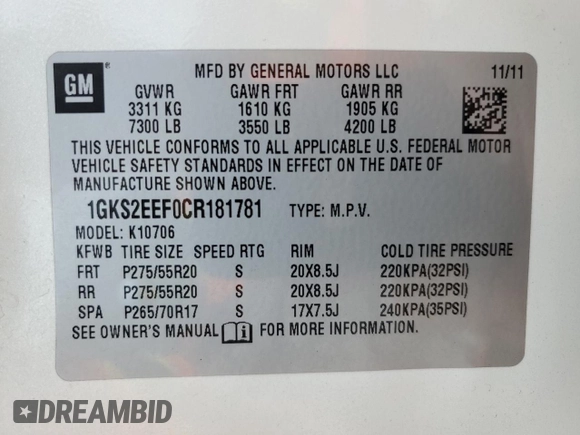 GM ® MFD BY GENERAL MOTORS LLC 11/11
GVWR GAWR FRT GAWR RR
3311 KG 1610 KG 1905 KG
7300 LB 3550 LB 4200 LB
THIS VEHICLE CONFORMS TO ALL APPLICABLE U.S. FEDERAL MOTOR
VEHICLE SAFETY STANDARDS IN EFFECT ON THE DATE OF
MANUFACTURE SHOWN ABOVE.
1GKS2EEF0CR181781 TYPE: M.P.V.
MODEL: K10706
KFWB TIRE SIZE SPEED RTG RIM COLD TIRE PRESSURE
FRT P275/55R20 S 20X8.5J 220KPA(32PSI)
RR P275/55R20 S 20X8.5J 220KPA(32PSI)
SPA P265/70R17 S 17X7.5J 240KPA(35PSI)
SEE OWNER'S MANUAL i FOR MORE INFORMATION.
DREAMBID